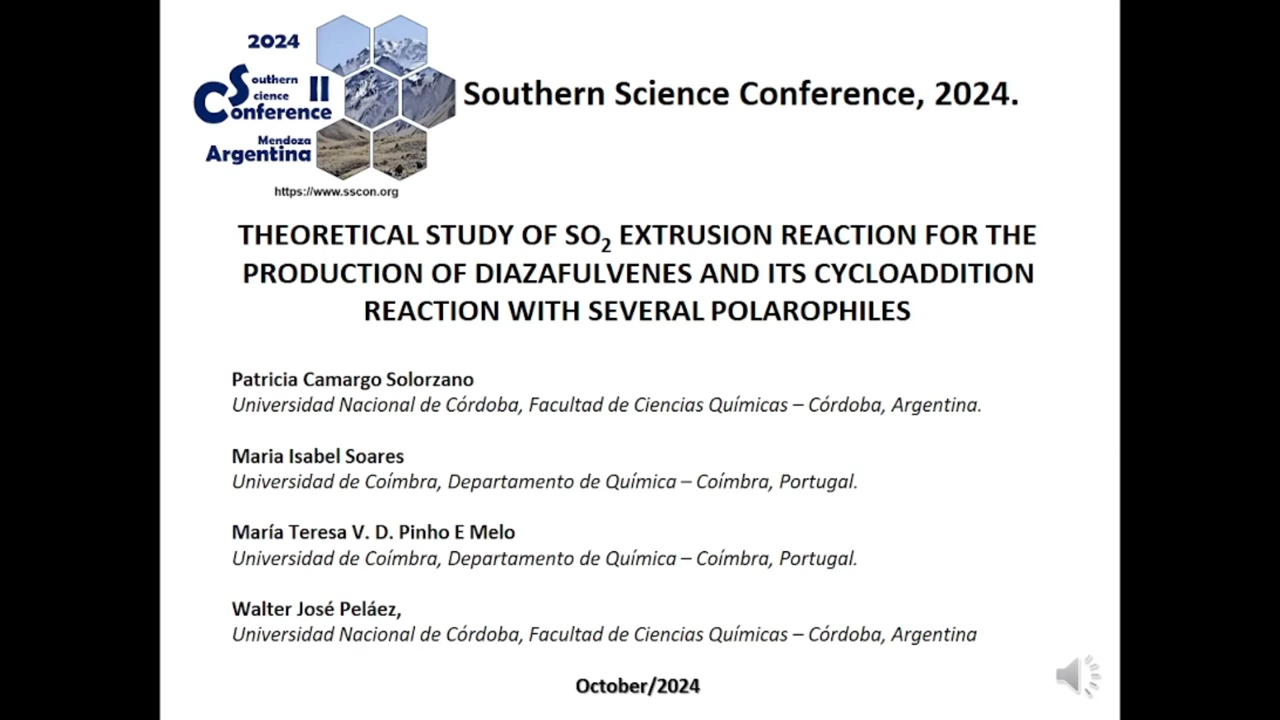 2024
Southern
Science II
Conference
Mendoza
Argentina
https://www.sscon.org
Southern Science Conference, 2024.
THEORETICAL STUDY OF SO₂ EXTRUSION REACTION FOR THE
PRODUCTION OF DIAZAFULVENES AND ITS CYCLOADDITION
REACTION WITH SEVERAL POLAROPHILES
Patricia Camargo Solorzano
Universidad Nacional de Córdoba, Facultad de Ciencias Químicas – Córdoba, Argentina.
Maria Isabel Soares
Universidad de Coímbra, Departamento de Química – Coímbra, Portugal.
María Teresa V. D. Pinho E Melo
Universidad de Coímbra, Departamento de Química – Coímbra, Portugal.
Walter José Peláez,
Universidad Nacional de Córdoba, Facultad de Ciencias Químicas – Córdoba, Argentina
October/2024